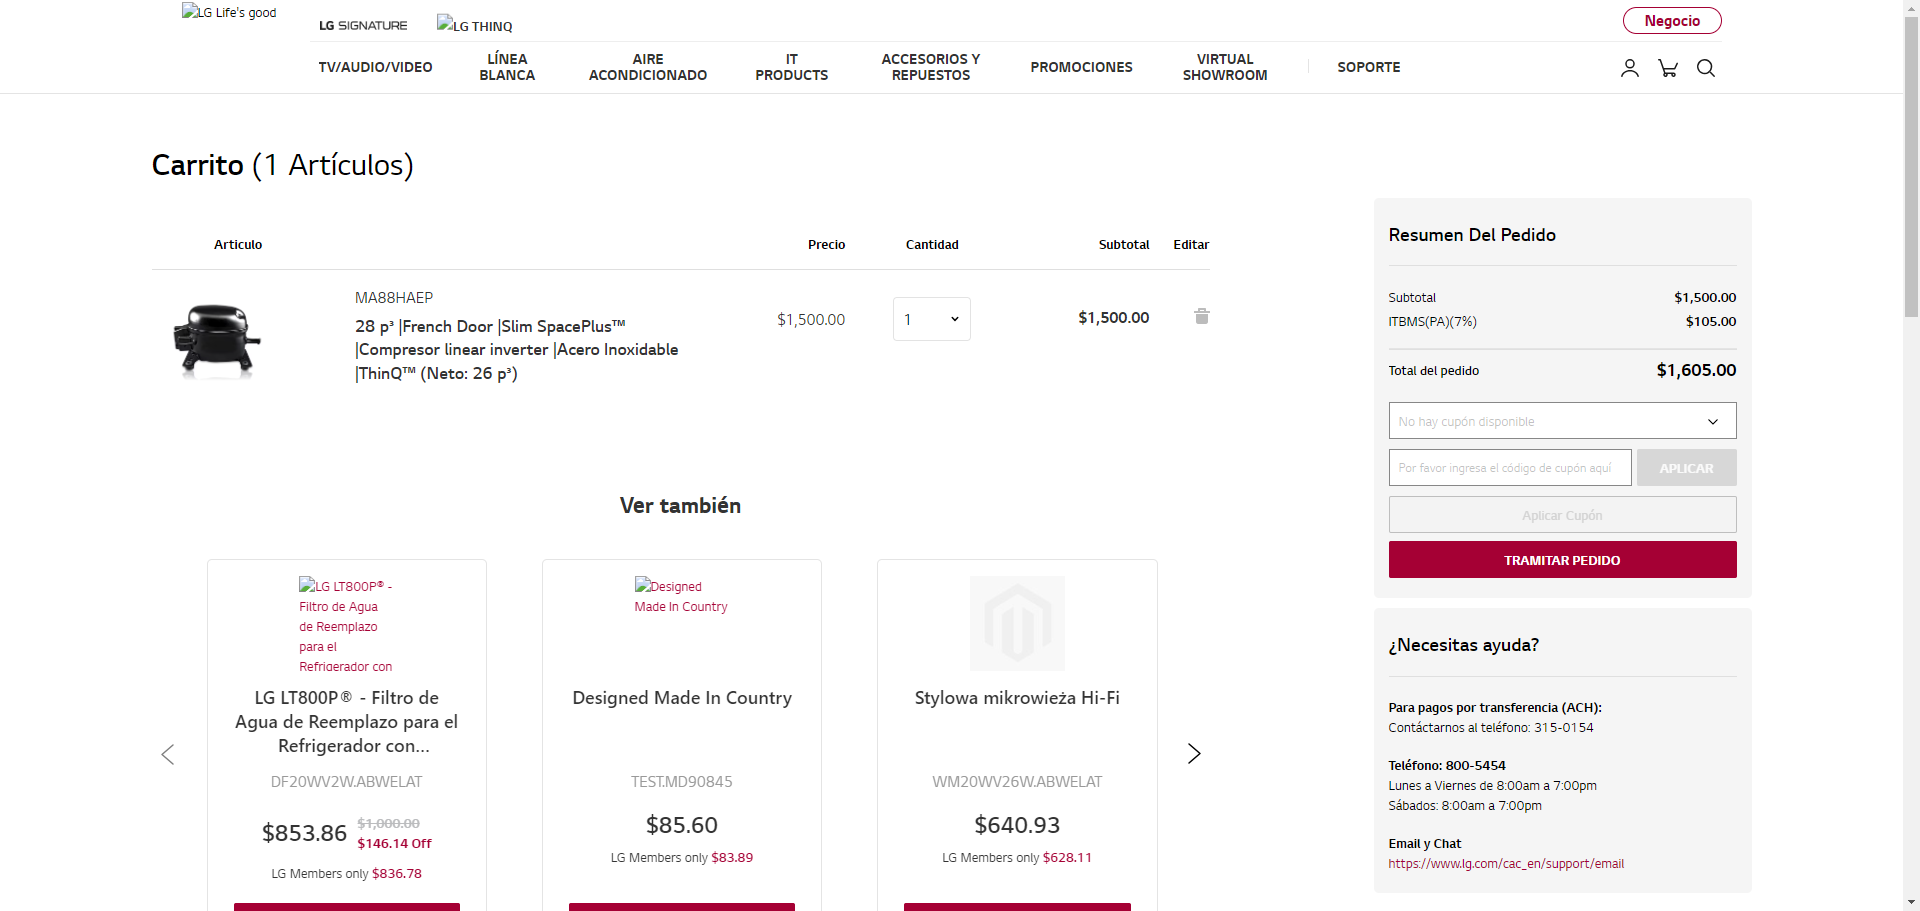 LG Life's good
LG SIGNATURE
LG THINQ
Negocio
TV/AUDIO/VIDEO
LÍNEA
BLANCA
AIRE
ACONDICIONADO
IT
PRODUCTS
ACCESORIOS Y
REPUESTOS
PROMOCIONES
VIRTUAL
SHOWROOM
SOPORTE
Carrito (1 Artículos)
Articulo
Precio
Cantidad
Subtotal
Editar
MA88HAEP
28 p³ |French Door |Slim SpacePlus™
|Compresor linear inverter |Acero Inoxidable
|ThinQ™ (Neto: 26 p³)
$1,500.00
1
$1,500.00
Resumen Del Pedido
Subtotal $1,500.00
ITBMS(PA)(7%) $105.00
Total del pedido $1,605.00
No hay cupón disponible
Por favor ingresa el código de cupón aquí
APLICAR
Aplicar Cupón
TRAMITAR PEDIDO
¿Necesitas ayuda?
Para pagos por transferencia (ACH):
Contáctarnos al teléfono: 315-0154
Teléfono: 800-5454
Lunes a Viernes de 8:00am a 7:00pm
Sábados: 8:00am a 7:00pm
Email y Chat
https://www.lg.com/cac_en/support/email
Ver también
LG LT800P® -
Filtro de Agua
de Reemplazo
para el
Refrigerador con
LG LT800P® - Filtro de
Agua de Reemplazo para el
Refrigerador con...
DF20WV2W.ABWELAT
$853.86
$1,000.00
$146.14 Off
LG Members only $836.78
Designed
Made In Country
Designed Made In Country
TEST.MD90845
$85.60
LG Members only $83.89
Stylowa mikrowieża Hi-Fi
WM20WV26W.ABWELAT
$640.93
LG Members only $628.11